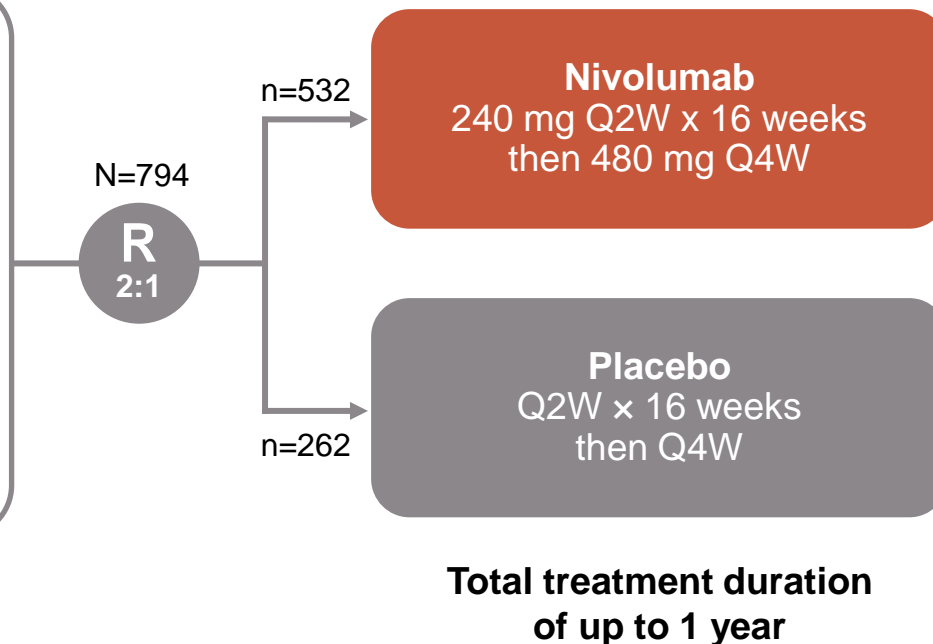 N=794
R
2:1
n=532
Nivolumab
240 mg Q2W x 16 weeks
then 480 mg Q4W
n=262
Placebo
Q2W × 16 weeks
then Q4W
Total treatment duration
of up to 1 year